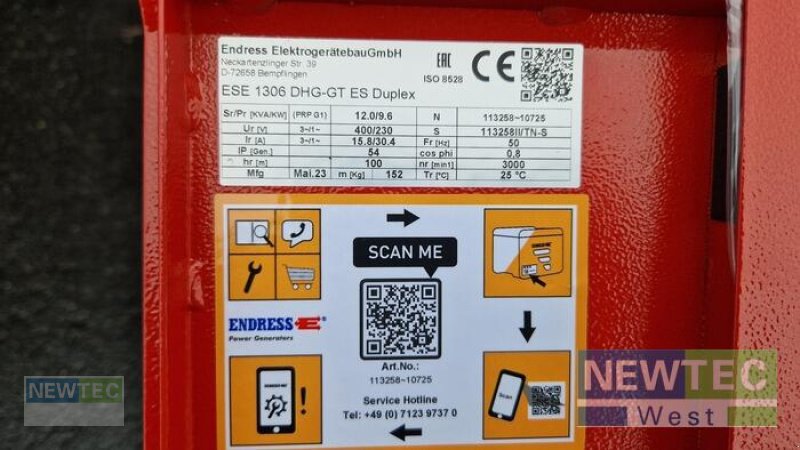 Endress ElektrogerätebauGmbH
Neckartenzlinger Str. 39
D-72658 Bempflingen
EAC
ISO 8528
CE
ESE 1306 DHG-GT ES Duplex
Sr/Pr [KVA/KW] (PRP G1) 12.0/9.6 N 113258~10725
Ur [V] 3~/1~ 400/230 S 113258II/TN-S
Ir [A] 3~/1~ 15.8/30.4 Fr [Hz] 50
IP [Gen.] 54 cos phi 0.8
hr [m] 100 nr [min1] 3000
Mfg Mai.23 m [Kg] 152 Tr [°C] 25 °C
SCAN ME
ENDRESS
Power Generators
Art.No.:
113258~10725
Service Hotline
Tel: +49 (0) 7123 9737 0
Scan
NEWTEC
NEWTEC
West